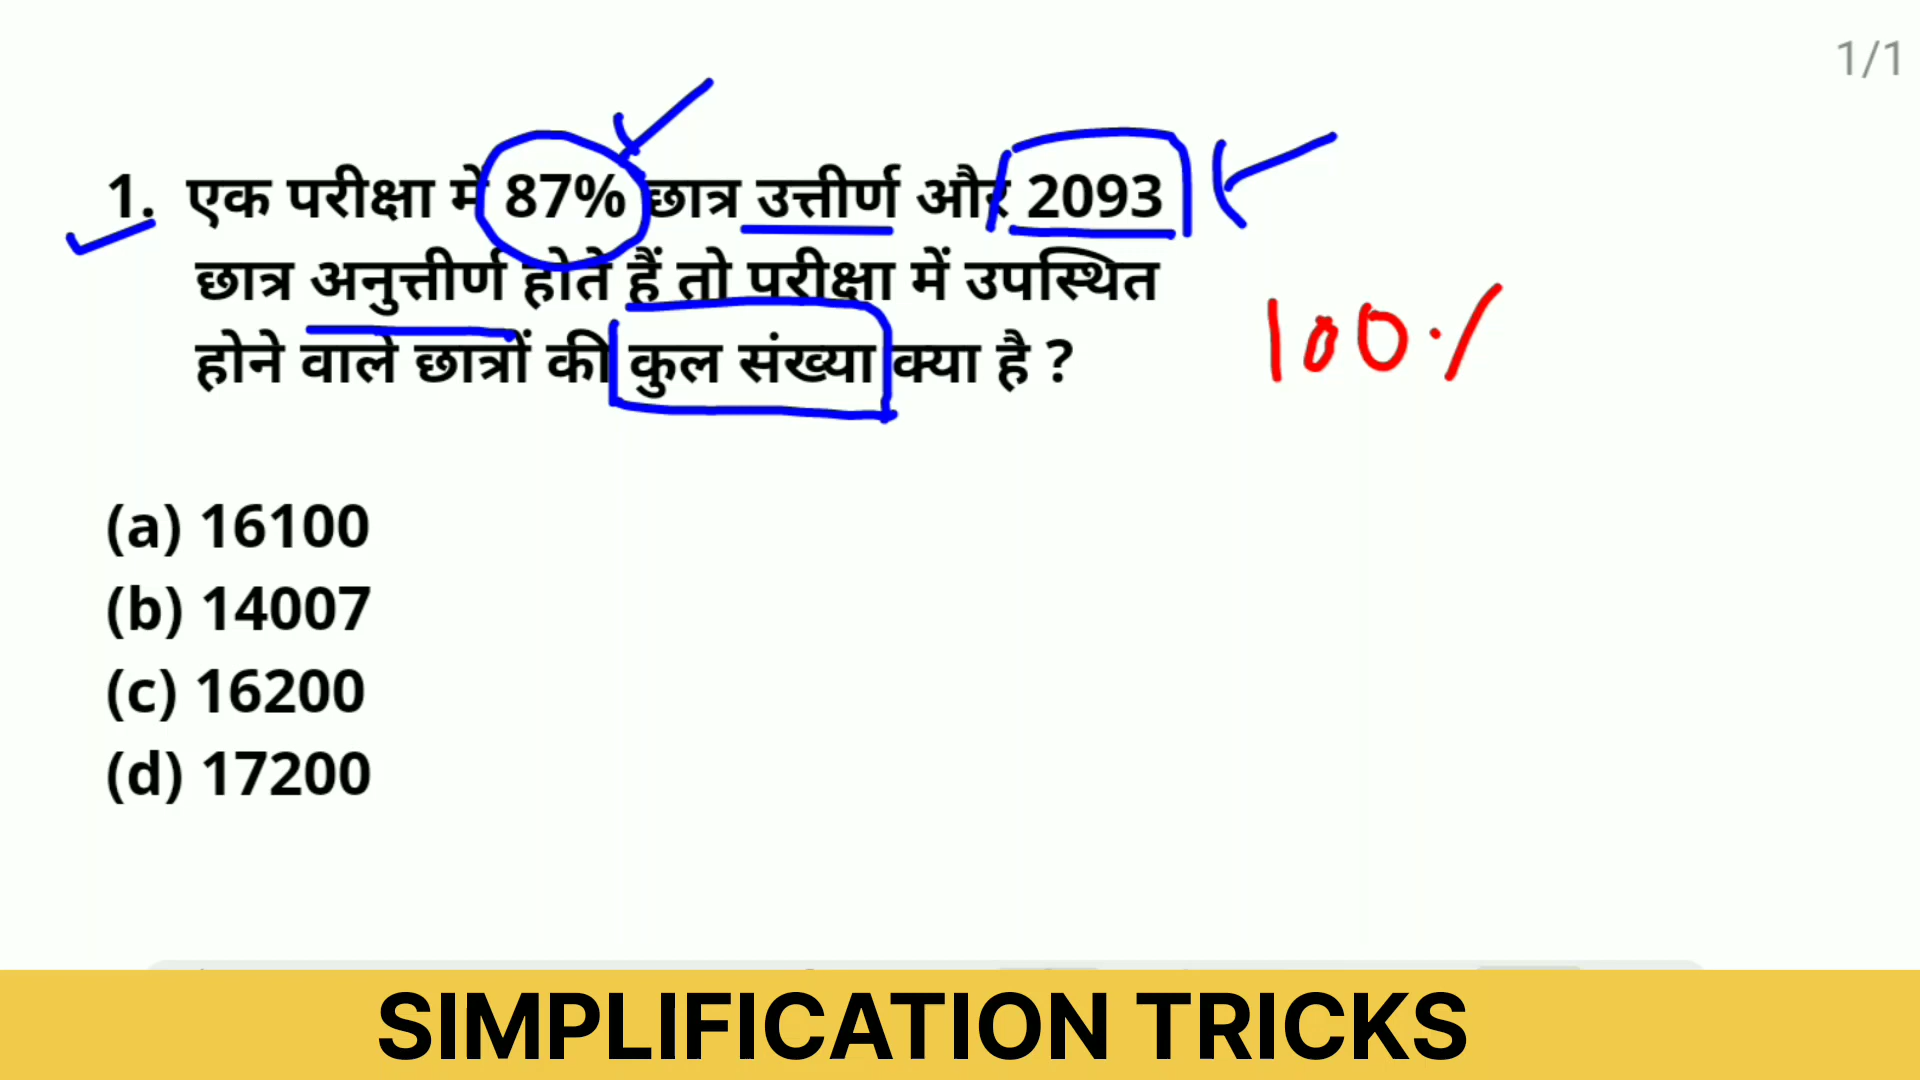 1/1
1. एक परीक्षा में 87% छात्र उत्तीर्ण और 2093
छात्र अनुत्तीर्ण होते हैं तो परीक्षा में उपस्थित
होने वाले छात्रों की कुल संख्या क्या है ?
100%
(a) 16100
(b) 14007
(c) 16200
(d) 17200
SIMPLIFICATION TRICKS